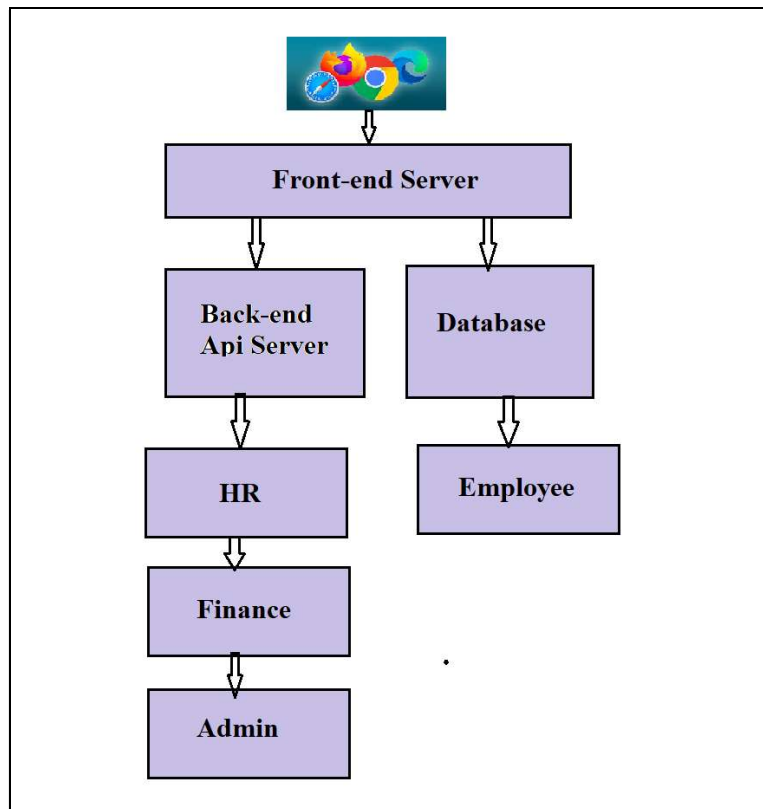 Front-end Server
Back-end
Api Server
Database
HR
Employee
Finance
Admin